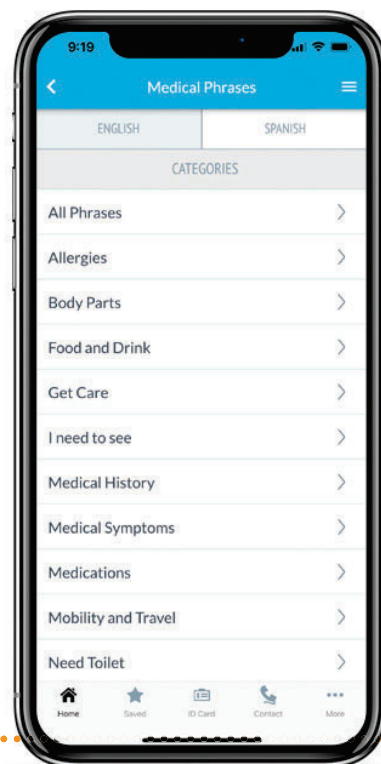 9:19
Medical Phrases
ENGLISH SPANISH
CATEGORIES
All Phrases
Allergies
Body Parts
Food and Drink
Get Care
I need to see
Medical History
Medical Symptoms
Medications
Mobility and Travel
Need Toilet
Home Saved ID Card Contact More